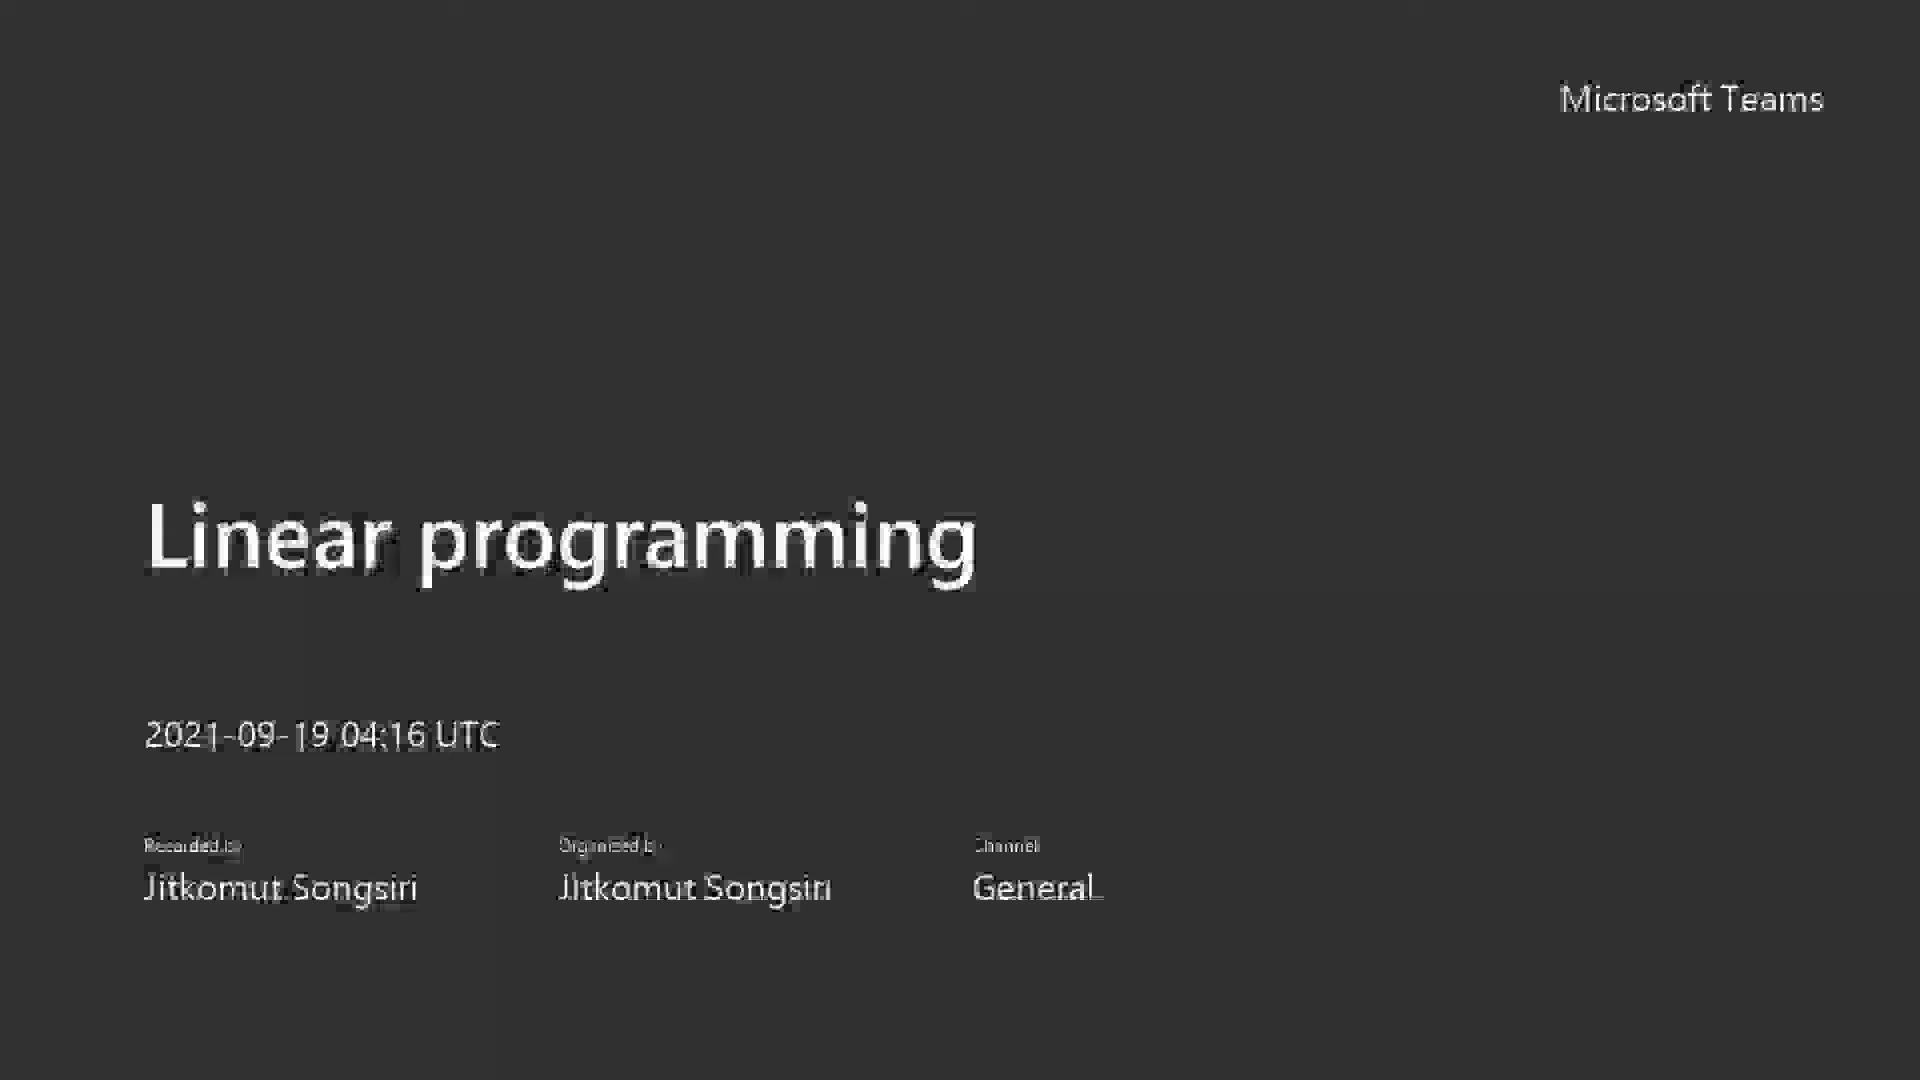 Microsoft Teams
Linear programming
2021-09-19 04:16 UTC
Recorded by
Organized by
Channel
Jitkomut Songsiri
Jitkomut Songsiri
General